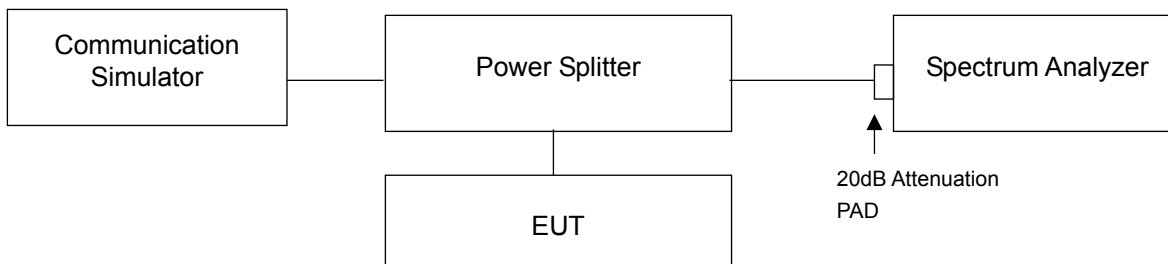 Communication
Simulator
Power Splitter
Spectrum Analyzer
20dB Attenuation
PAD
EUT